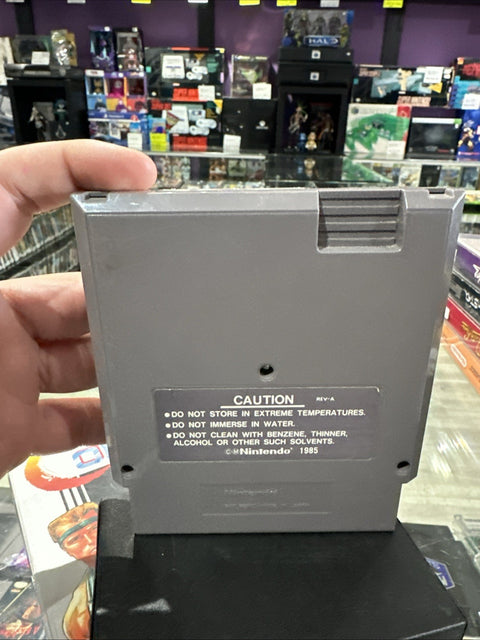 HALO
CAUTION REV-A
●DO NOT STORE IN EXTREME TEMPERATURES.
●DO NOT IMMERSE IN WATER.
●DO NOT CLEAN WITH BENZENE, THINNER,
ALCOHOL OR OTHER SUCH SOLVENTS.
©Ⓜ Nintendo® 1985